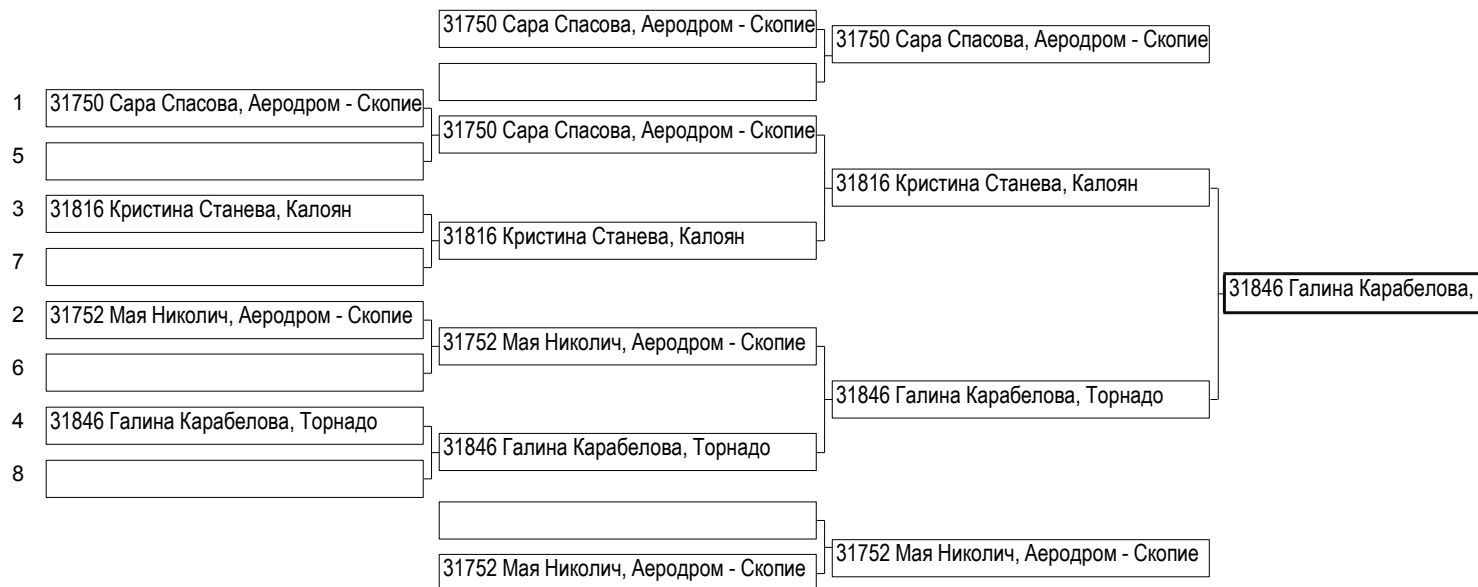 31750 Сара Спасова, Аеродром - Скопие
31750 Сара Спасова, Аеродром - Скопие
1 31750 Сара Спасова, Аеродром - Скопие
31750 Сара Спасова, Аеродром - Скопие
5
31816 Кристина Станева, Калоян
3 31816 Кристина Станева, Калоян
31816 Кристина Станева, Калоян
7
31846 Галина Карабелова,
2 31752 Мая Николич, Аеродром - Скопие
31752 Мая Николич, Аеродром - Скопие
6
31846 Галина Карабелова, Торнадо
4 31846 Галина Карабелова, Торнадо
31846 Галина Карабелова, Торнадо
8
31752 Мая Николич, Аеродром - Скопие
31752 Мая Николич, Аеродром - Скопие